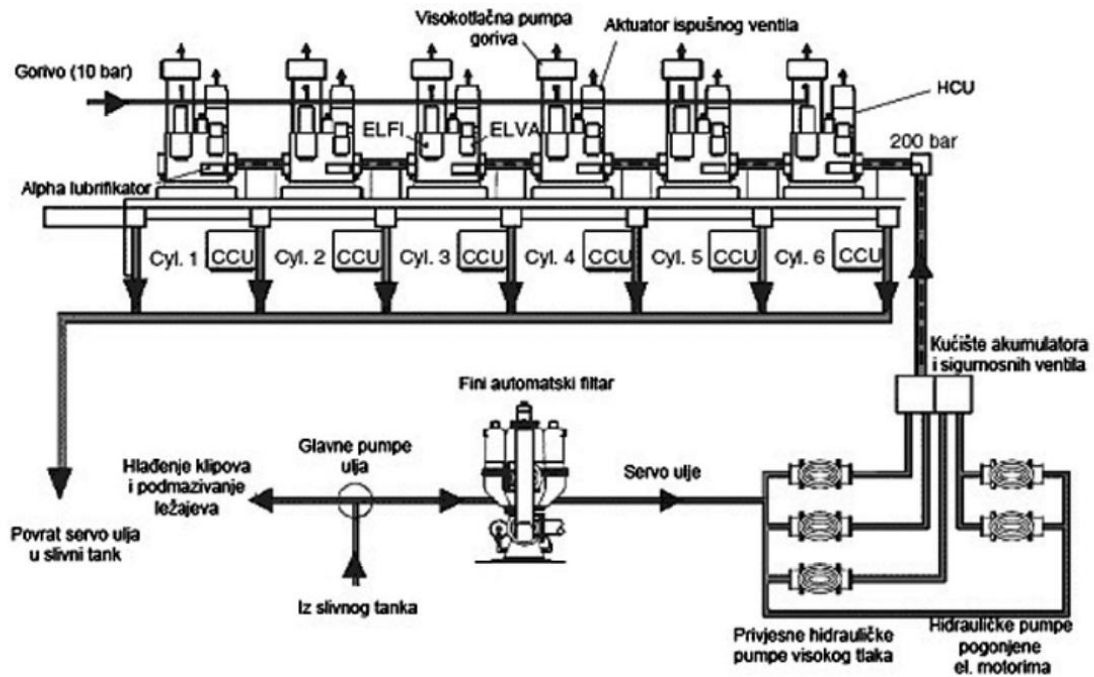 Visokotlačna pumpa
goriva
Aktuator ispušnog ventila
Gorivo (10 bar)
HCU
ELFI
ELVA
200 bar
Alpha lubrifikator
Cyl. 1
CCU
Cyl. 2
CCU
Cyl. 3
CCU
Cyl. 4
CCU
Cyl. 5
CCU
Cyl. 6
CCU
Kućište akumulatora
i sigurnosnih ventila
Fini automatski filtar
Glavne pumpe
ulja
Hlađenje klipova
i podmazivanje
ležajeva
Servo ulje
Povrat servo ulja
u slivni tank
Iz slivnog tanka
Privjesne hidrauličke
pumpe visokog tlaka
Hidrauličke pumpe
pogonjene
el. motorima